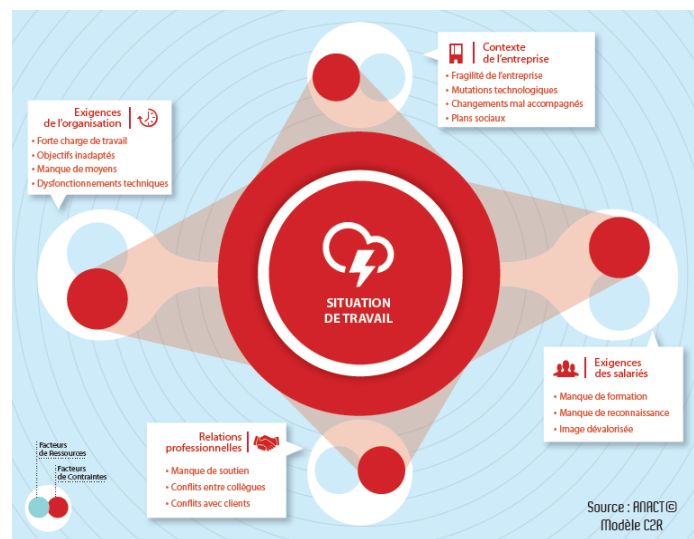 Contexte
de l'entreprise
• Fragilité de l'entreprise
• Mutations technologiques
• Changements mal accompagnés
• Plans sociaux
Exigences
de l'organisation
• Forte charge de travail
• Objectifs inadaptés
• Manque de moyens
• Dysfonctionnements techniques
SITUATION
DE TRAVAIL
Exigences
des salariés
• Manque de formation
• Manque de reconnaissance
• Image dévalorisée
Relations
professionnelles
• Manque de soutien
• Conflits entre collègues
• Conflits avec clients
Facteurs
de Ressources
Facteurs
de Contraintes
Source : ANACT©
Modèle C2R